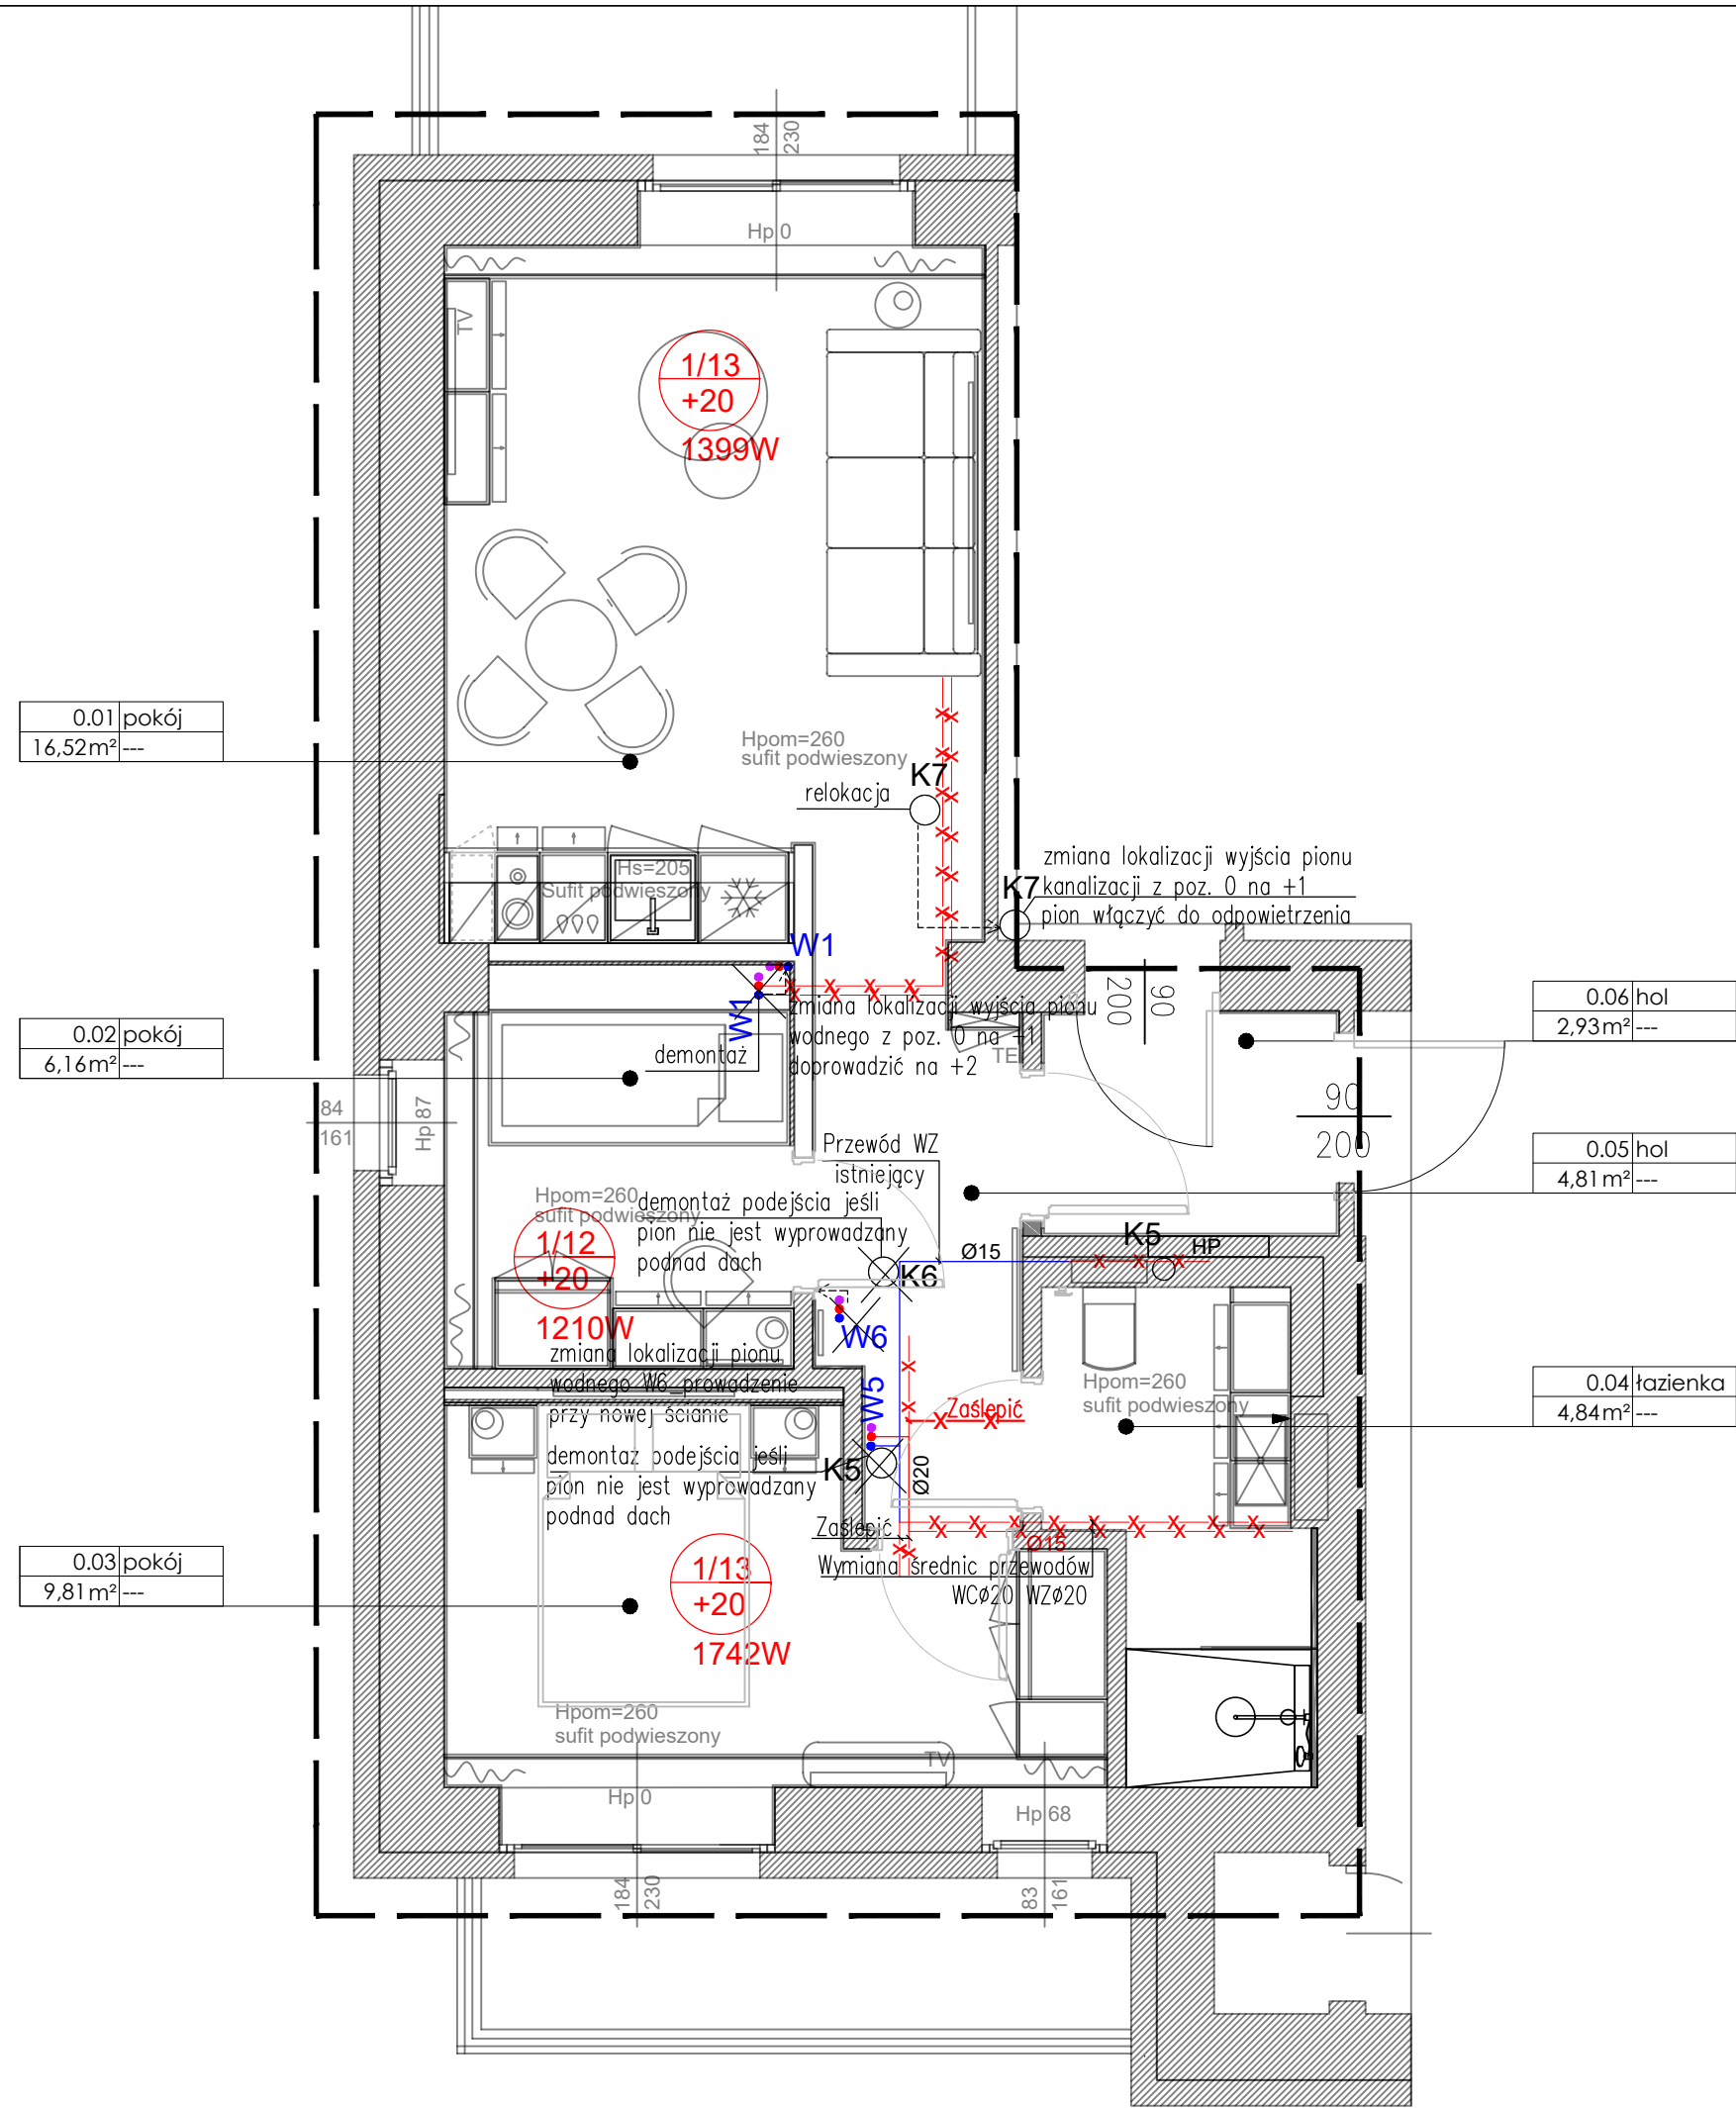 184
230
Hp 0
TV
1/13
+20
1399W
0.01 pokój
16,52m² ---
Hpom=260
sufit podwieszony
K7
relokacja
zmiana lokalizacji wyjścia pionu
K7 kanalizacji z poz. 0 na +1
pion włączyć do odpowietrzenia
Hs=205
Sufit podwieszony
W1
W1
zmiana lokalizacji wyjścia pionu
wodnego z poz. 0 na +1
doprowadzić na +2
demontaż
TE
200
90
0.06 hol
2,93m² ---
0.02 pokój
6,16m² ---
84
161
Hp 87
90
200
Przewód WZ
istniejący
0.05 hol
4,81m² ---
Hpom=260
sufit podwieszony
demontaż podejścia jeśli
pion nie jest wyprowadzany
podnad dach
1/12
+20
1210W
Ø15
K5
HP
K6
W6
zmiana lokalizacji pionu
wodnego W6 prowadzenie
przy nowej ścianie
W5
Zaślepić
Hpom=260
sufit podwieszony
0.04 łazienka
4,84m² ---
demontaż podejścia jeśli
pion nie jest wyprowadzany
podnad dach
K5
Ø20
Zaślepić
Ø15
Wymiana średnic przewodów
WCø20 WZø20
0.03 pokój
9,81m² ---
1/13
+20
1742W
Hpom=260
sufit podwieszony
TV
Hp 0
Hp 68
184
230
83
161